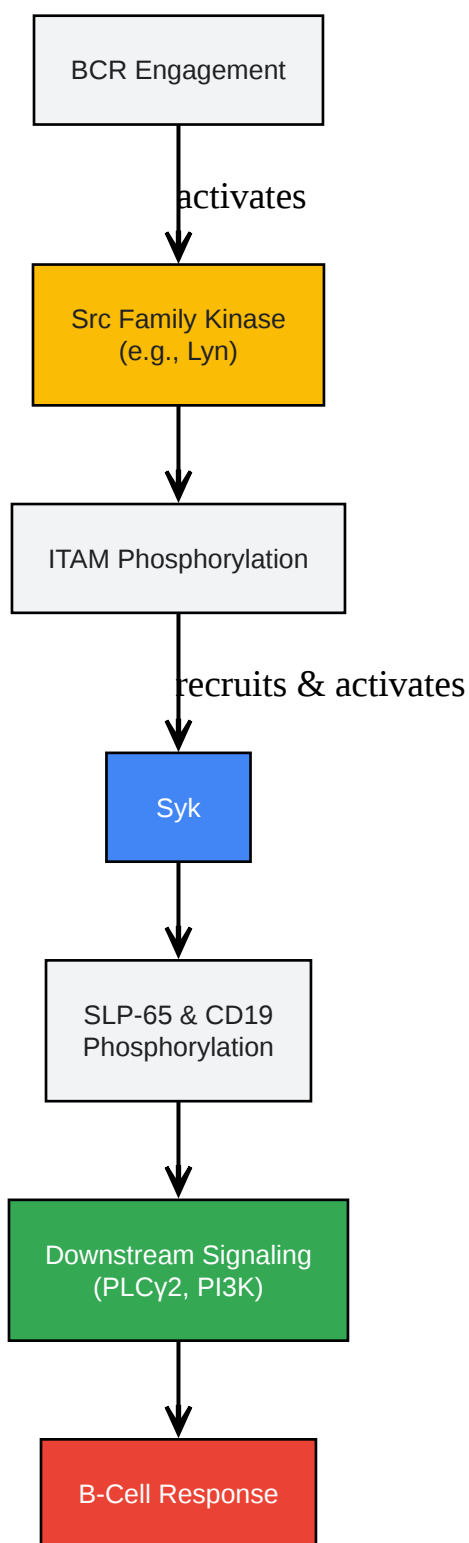 BCR Engagement
activates
Src Family Kinase
(e.g., Lyn)
ITAM Phosphorylation
recruits & activates
Syk
SLP-65 & CD19
Phosphorylation
Downstream Signaling
(PLCγ2, PI3K)
B-Cell Response